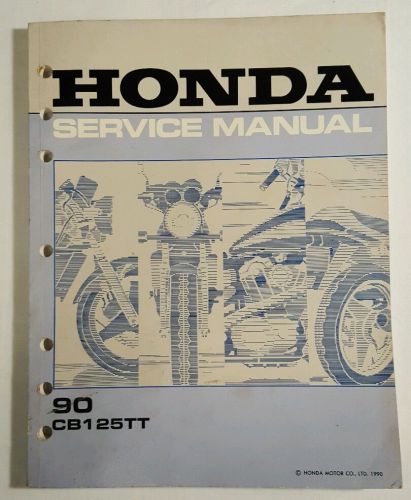 HONDA
SERVICE MANUAL
90
CB125TT
© HONDA MOTOR CO., LTD. 1990